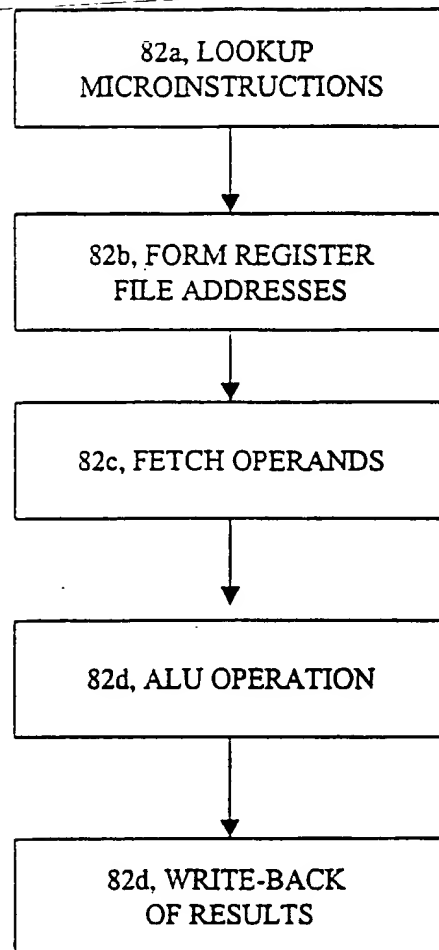 82a, LOOKUP
MICROINSTRUCTIONS
82b, FORM REGISTER
FILE ADDRESSES
82c, FETCH OPERANDS
82d, ALU OPERATION
82d, WRITE-BACK
OF RESULTS